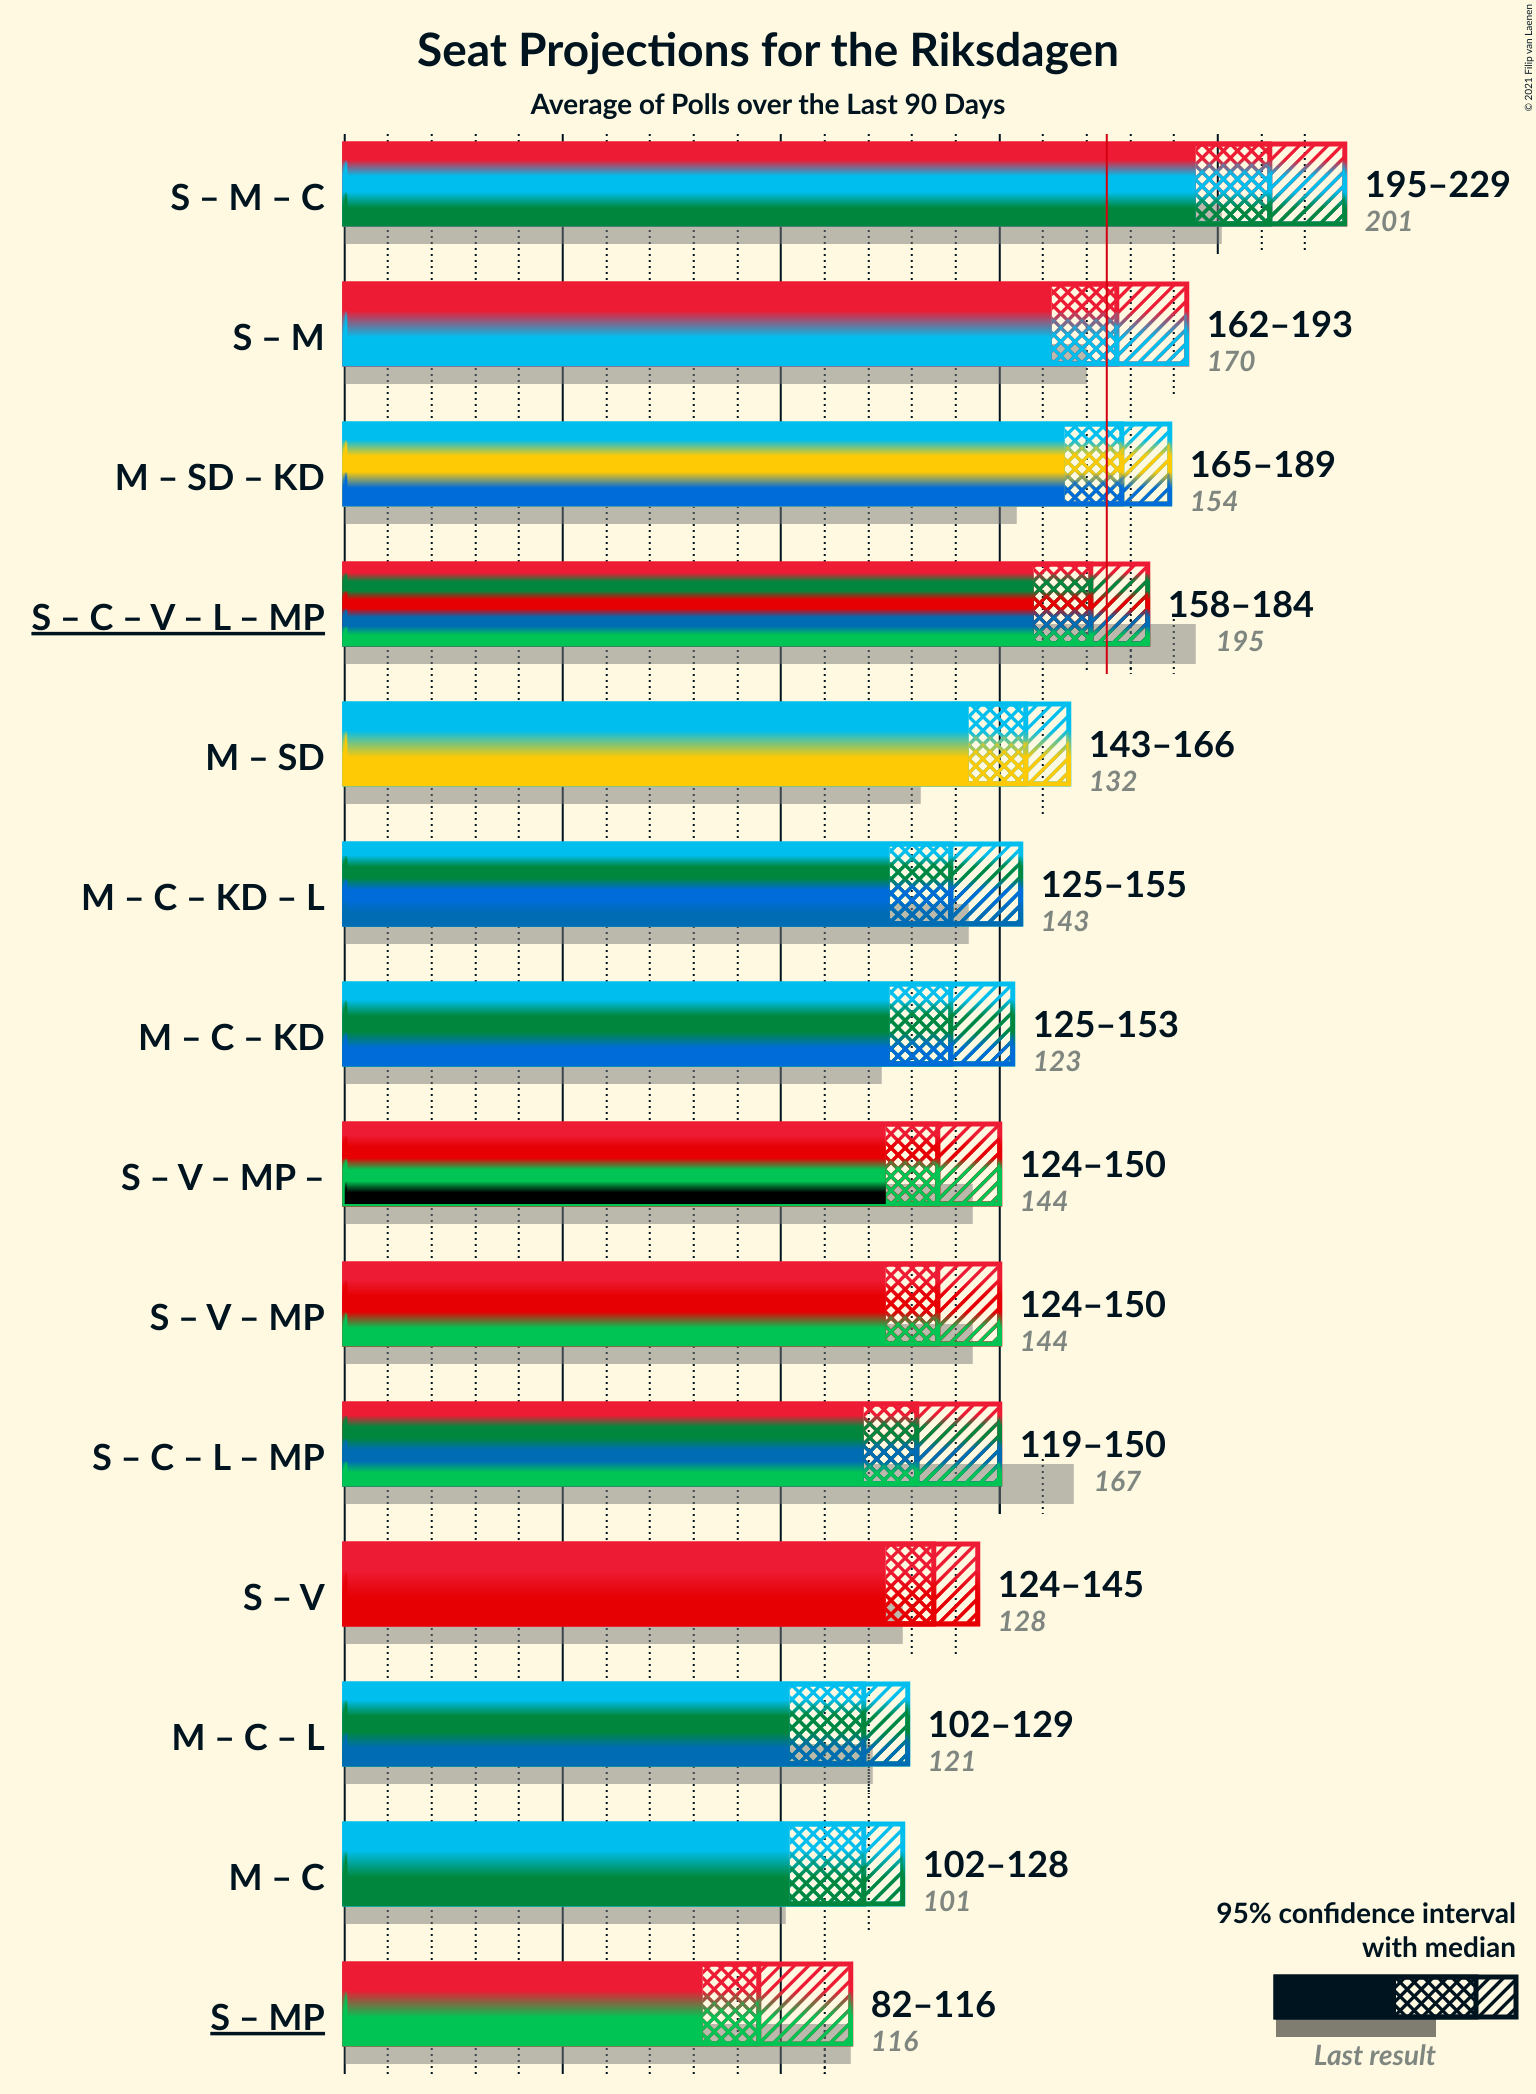 Seat Projections for the Riksdagen
Average of Polls over the Last 90 Days
© 2021 Filip van Laenen
S – M – C
195–229
201
S – M
162–193
170
M – SD – KD
165–189
154
S – C – V – L – MP
158–184
195
M – SD
143–166
132
M – C – KD – L
125–155
143
M – C – KD
125–153
123
S – V – MP –
124–150
144
S – V – MP
124–150
144
S – C – L – MP
119–150
167
S – V
124–145
128
M – C – L
102–129
121
M – C
102–128
101
S – MP
82–116
116
95% confidence interval
with median
Last result